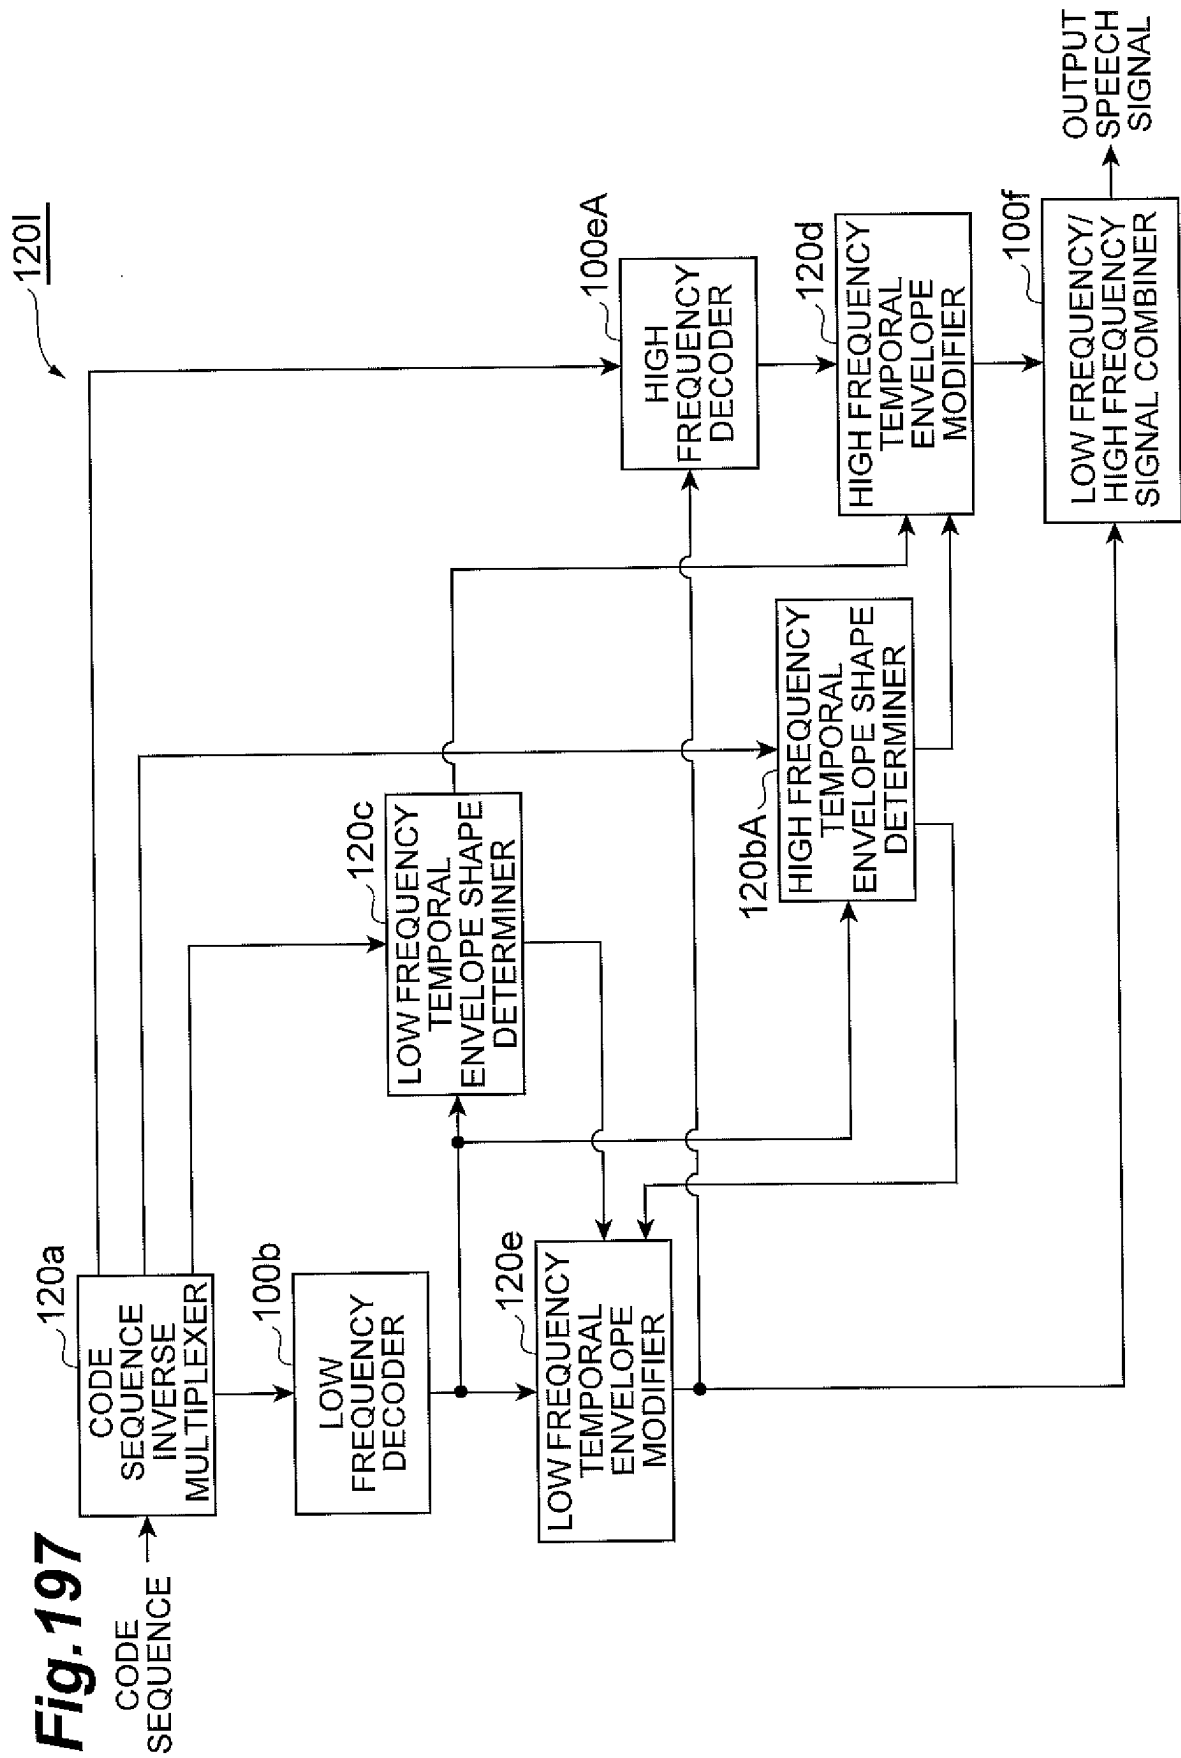 Fig.197
120I
CODE
SEQUENCE
120a
CODE
SEQUENCE
INVERSE
MULTIPLEXER
100b
LOW
FREQUENCY
DECODER
120e
LOW FREQUENCY
TEMPORAL
ENVELOPE
MODIFIER
120c
LOW FREQUENCY
TEMPORAL
ENVELOPE SHAPE
DETERMINER
120bA
HIGH FREQUENCY
TEMPORAL
ENVELOPE SHAPE
DETERMINER
100eA
HIGH
FREQUENCY
DECODER
120d
HIGH FREQUENCY
TEMPORAL
ENVELOPE
MODIFIER
100f
LOW FREQUENCY/
HIGH FREQUENCY
SIGNAL COMBINER
OUTPUT
SPEECH
SIGNAL